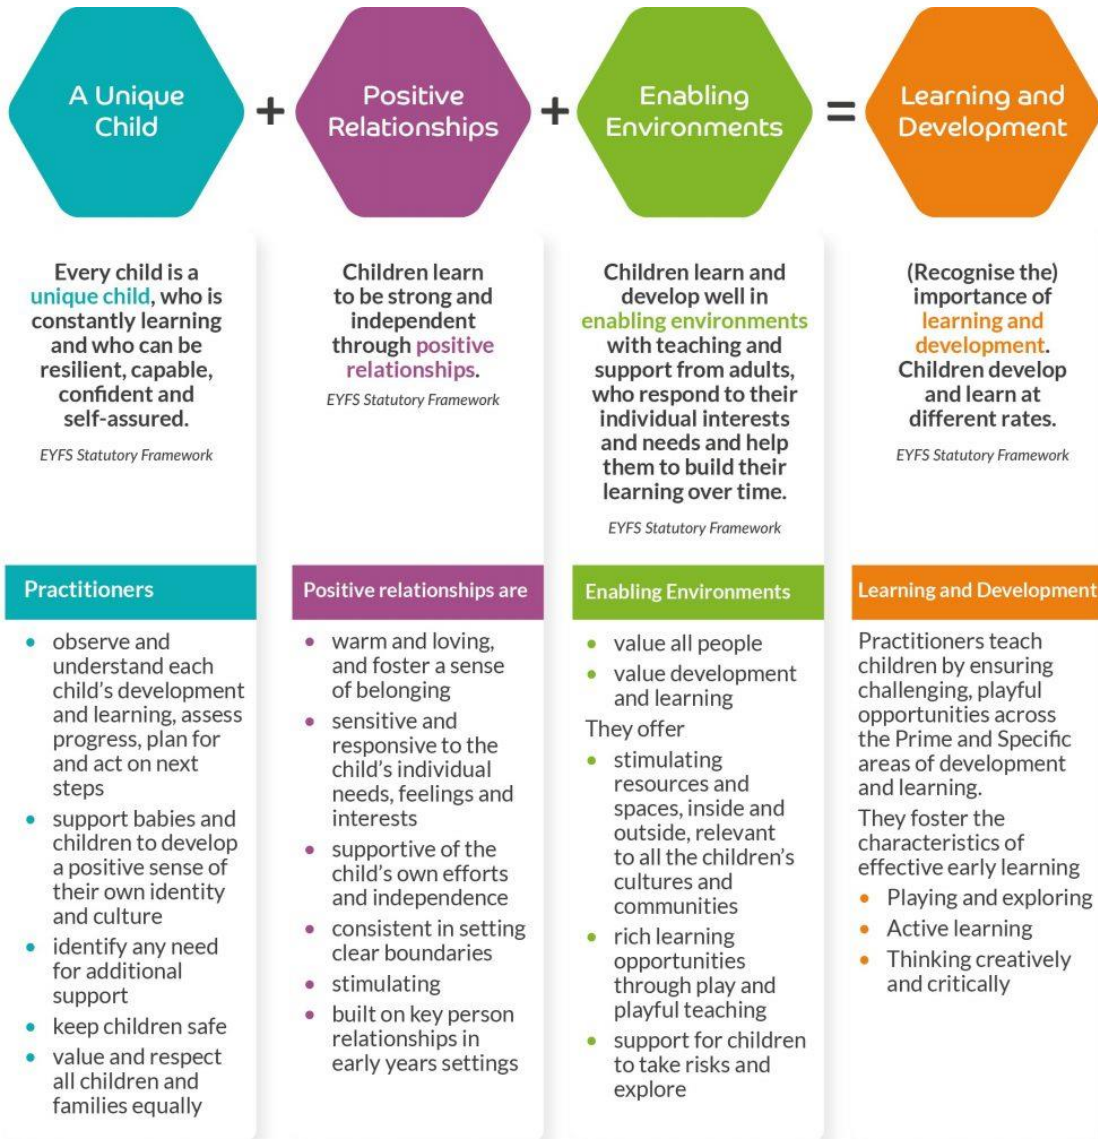 A Unique
Child
+
Positive
Relationships
+
Enabling
Environments
=
Learning and
Development
Every child is a
unique child, who is
constantly learning
and who can be
resilient, capable,
confident and
self-assured.
EYFS Statutory Framework
Children learn
to be strong and
independent
through positive
relationships.
EYFS Statutory Framework
Children learn and
develop well in
enabling environments
with teaching and
support from adults,
who respond to their
individual interests
and needs and help
them to build their
learning over time.
EYFS Statutory Framework
(Recognise the)
importance of
learning and
development.
Children develop
and learn at
different rates.
EYFS Statutory Framework
Practitioners
• observe and
understand each
child's development
and learning, assess
progress, plan for
and act on next
steps
• support babies and
children to develop
a positive sense of
their own identity
and culture
• identify any need
for additional
support
• keep children safe
• value and respect
all children and
families equally
Positive relationships are
• warm and loving,
and foster a sense
of belonging
• sensitive and
responsive to the
child's individual
needs, feelings and
interests
• supportive of the
child's own efforts
and independence
• consistent in setting
clear boundaries
• stimulating
• built on key person
relationships in
early years settings
Enabling Environments
• value all people
• value development
and learning
They offer
• stimulating
resources and
spaces, inside and
outside, relevant
to all the children's
cultures and
communities
• rich learning
opportunities
through play and
playful teaching
• support for children
to take risks and
explore
Learning and Development
Practitioners teach
children by ensuring
challenging, playful
opportunities across
the Prime and Specific
areas of development
and learning.
They foster the
characteristics of
effective early learning
• Playing and exploring
• Active learning
• Thinking creatively
and critically